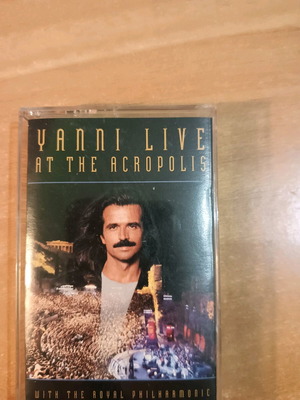 YANNI LIVE
AT THE ACROPOLIS
WITH THE ROYAL PHILHARMONIC